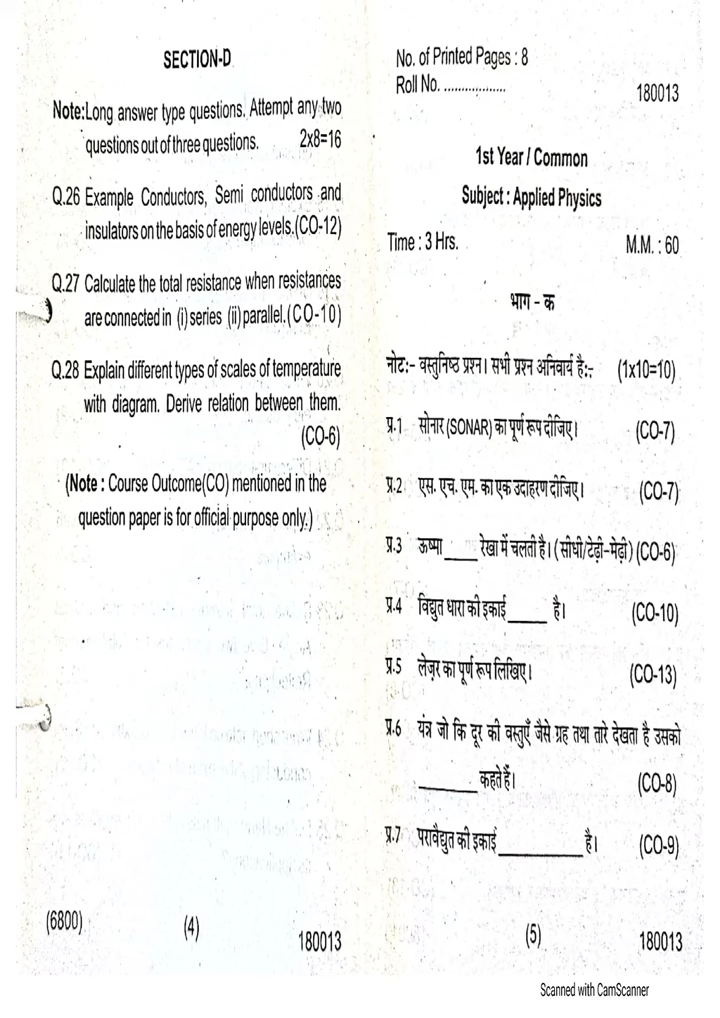 SECTION-D
Note:Long answer type questions. Attempt any two
questions out of three questions. 2x8=16
Q.26 Example Conductors, Semi conductors and
insulators on the basis of energy levels.(CO-12)
Q.27 Calculate the total resistance when resistances
are connected in (i) series (ii) parallel.(CO-10)
Q.28 Explain different types of scales of temperature
with diagram. Derive relation between them.
(CO-6)
(Note : Course Outcome(CO) mentioned in the
question paper is for official purpose only.)
(6800)
(4)
180013
No. of Printed Pages : 8
Roll No. ..................
180013
1st Year / Common
Subject : Applied Physics
Time : 3 Hrs. M.M. : 60
भाग – क
नोट:- वस्तुनिष्ठ प्रश्न। सभी प्रश्न अनिवार्य है:- (1x10=10)
प्र.1 सोनार (SONAR) का पूर्ण रूप दीजिए। (CO-7)
प्र.2 एस. एच. एम. का एक उदाहरण दीजिए। (CO-7)
प्र.3 ऊष्मा _____ रेखा में चलती है। (सीधी/टेढ़ी–मेढ़ी) (CO-6)
प्र.4 विद्युत धारा की इकाई ______ है। (CO-10)
प्र.5 लेज़र का पूर्ण रूप लिखिए। (CO-13)
प्र.6 यंत्र जो कि दूर की वस्तुएँ जैसे ग्रह तथा तारे देखता है उसको
_________ कहते हैं। (CO-8)
प्र.7 परावैद्युत की इकाई _____________ है। (CO-9)
(5)
180013
Scanned with CamScanner